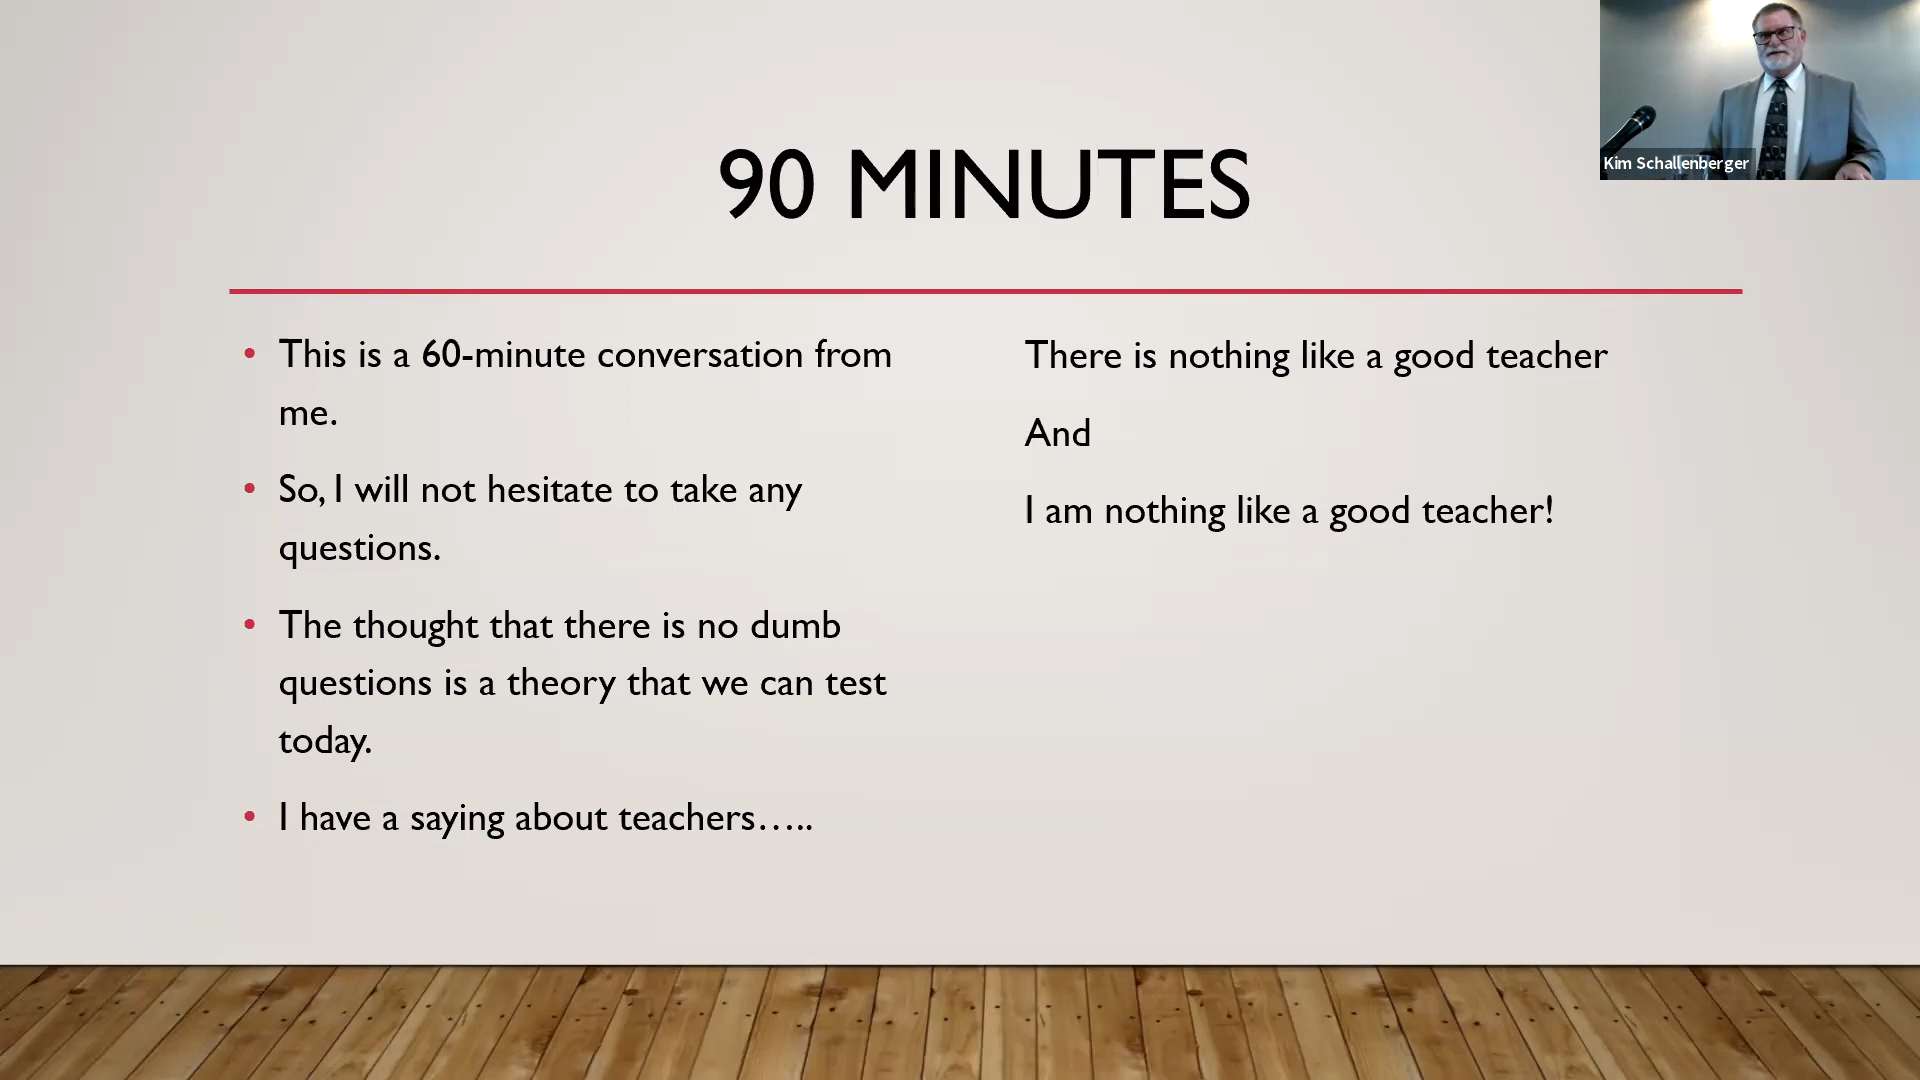 90 MINUTES
• This is a 60-minute conversation from
me.
• So, I will not hesitate to take any
questions.
• The thought that there is no dumb
questions is a theory that we can test
today.
• I have a saying about teachers…..
There is nothing like a good teacher
And
I am nothing like a good teacher!
Kim Schallenberger